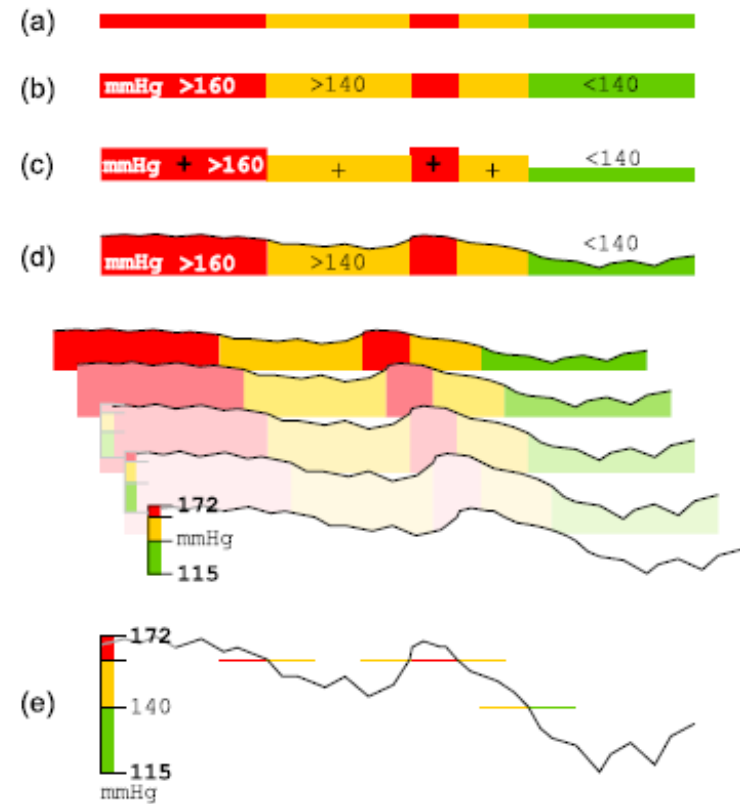 (a)
(b) mmHg >160 >140 <140
(c) mmHg + >160 + + + <140
(d) mmHg >160 >140 <140
172
mmHg
115
172
(e) 140
115
mmHg